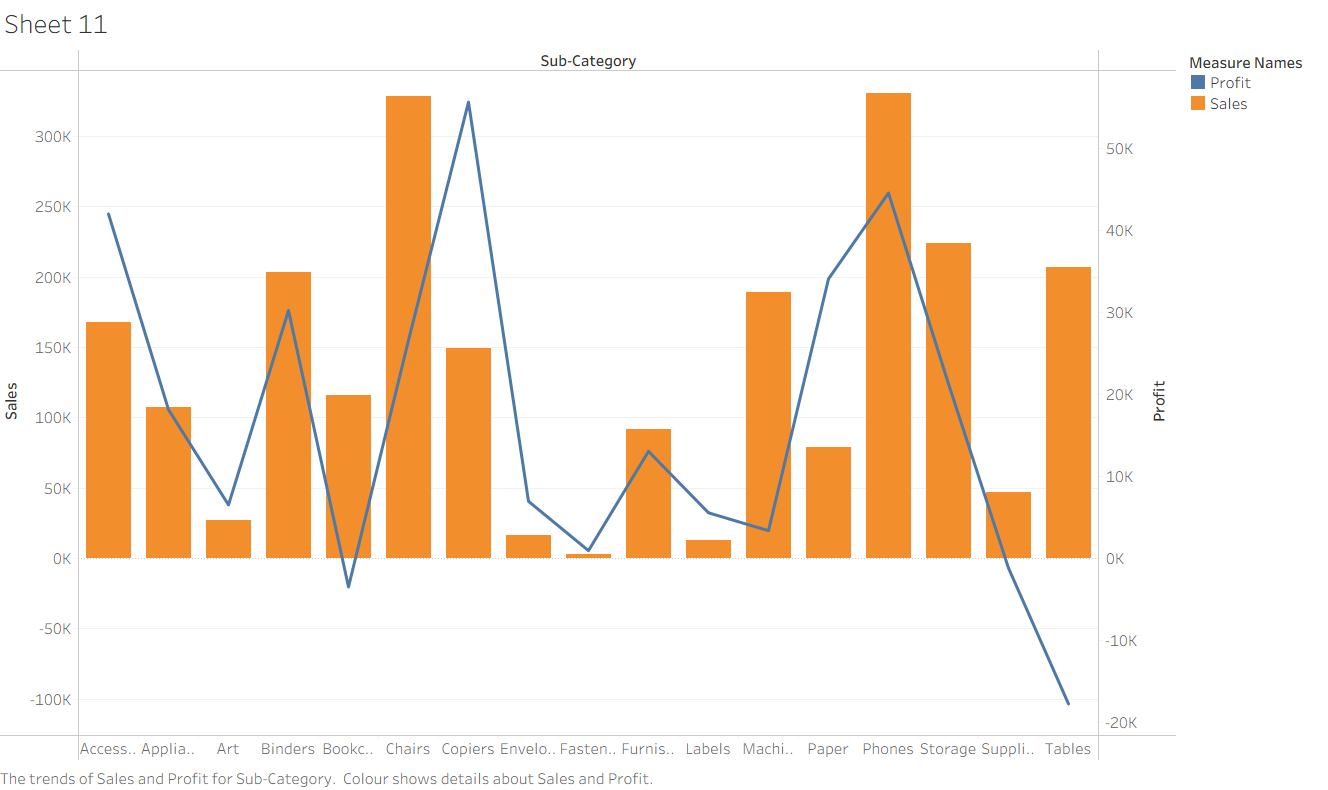 Sheet 11
Sub-Category
Measure Names
Profit
Sales
300K
250K
200K
150K
100K
50K
0K
-50K
-100K
Sales
50K
40K
30K
20K
10K
0K
-10K
-20K
Profit
Access.. Applia.. Art Binders Bookc.. Chairs Copiers Envelo.. Fasten.. Furnis.. Labels Machi.. Paper Phones Storage Suppli.. Tables
The trends of Sales and Profit for Sub-Category.  Colour shows details about Sales and Profit.